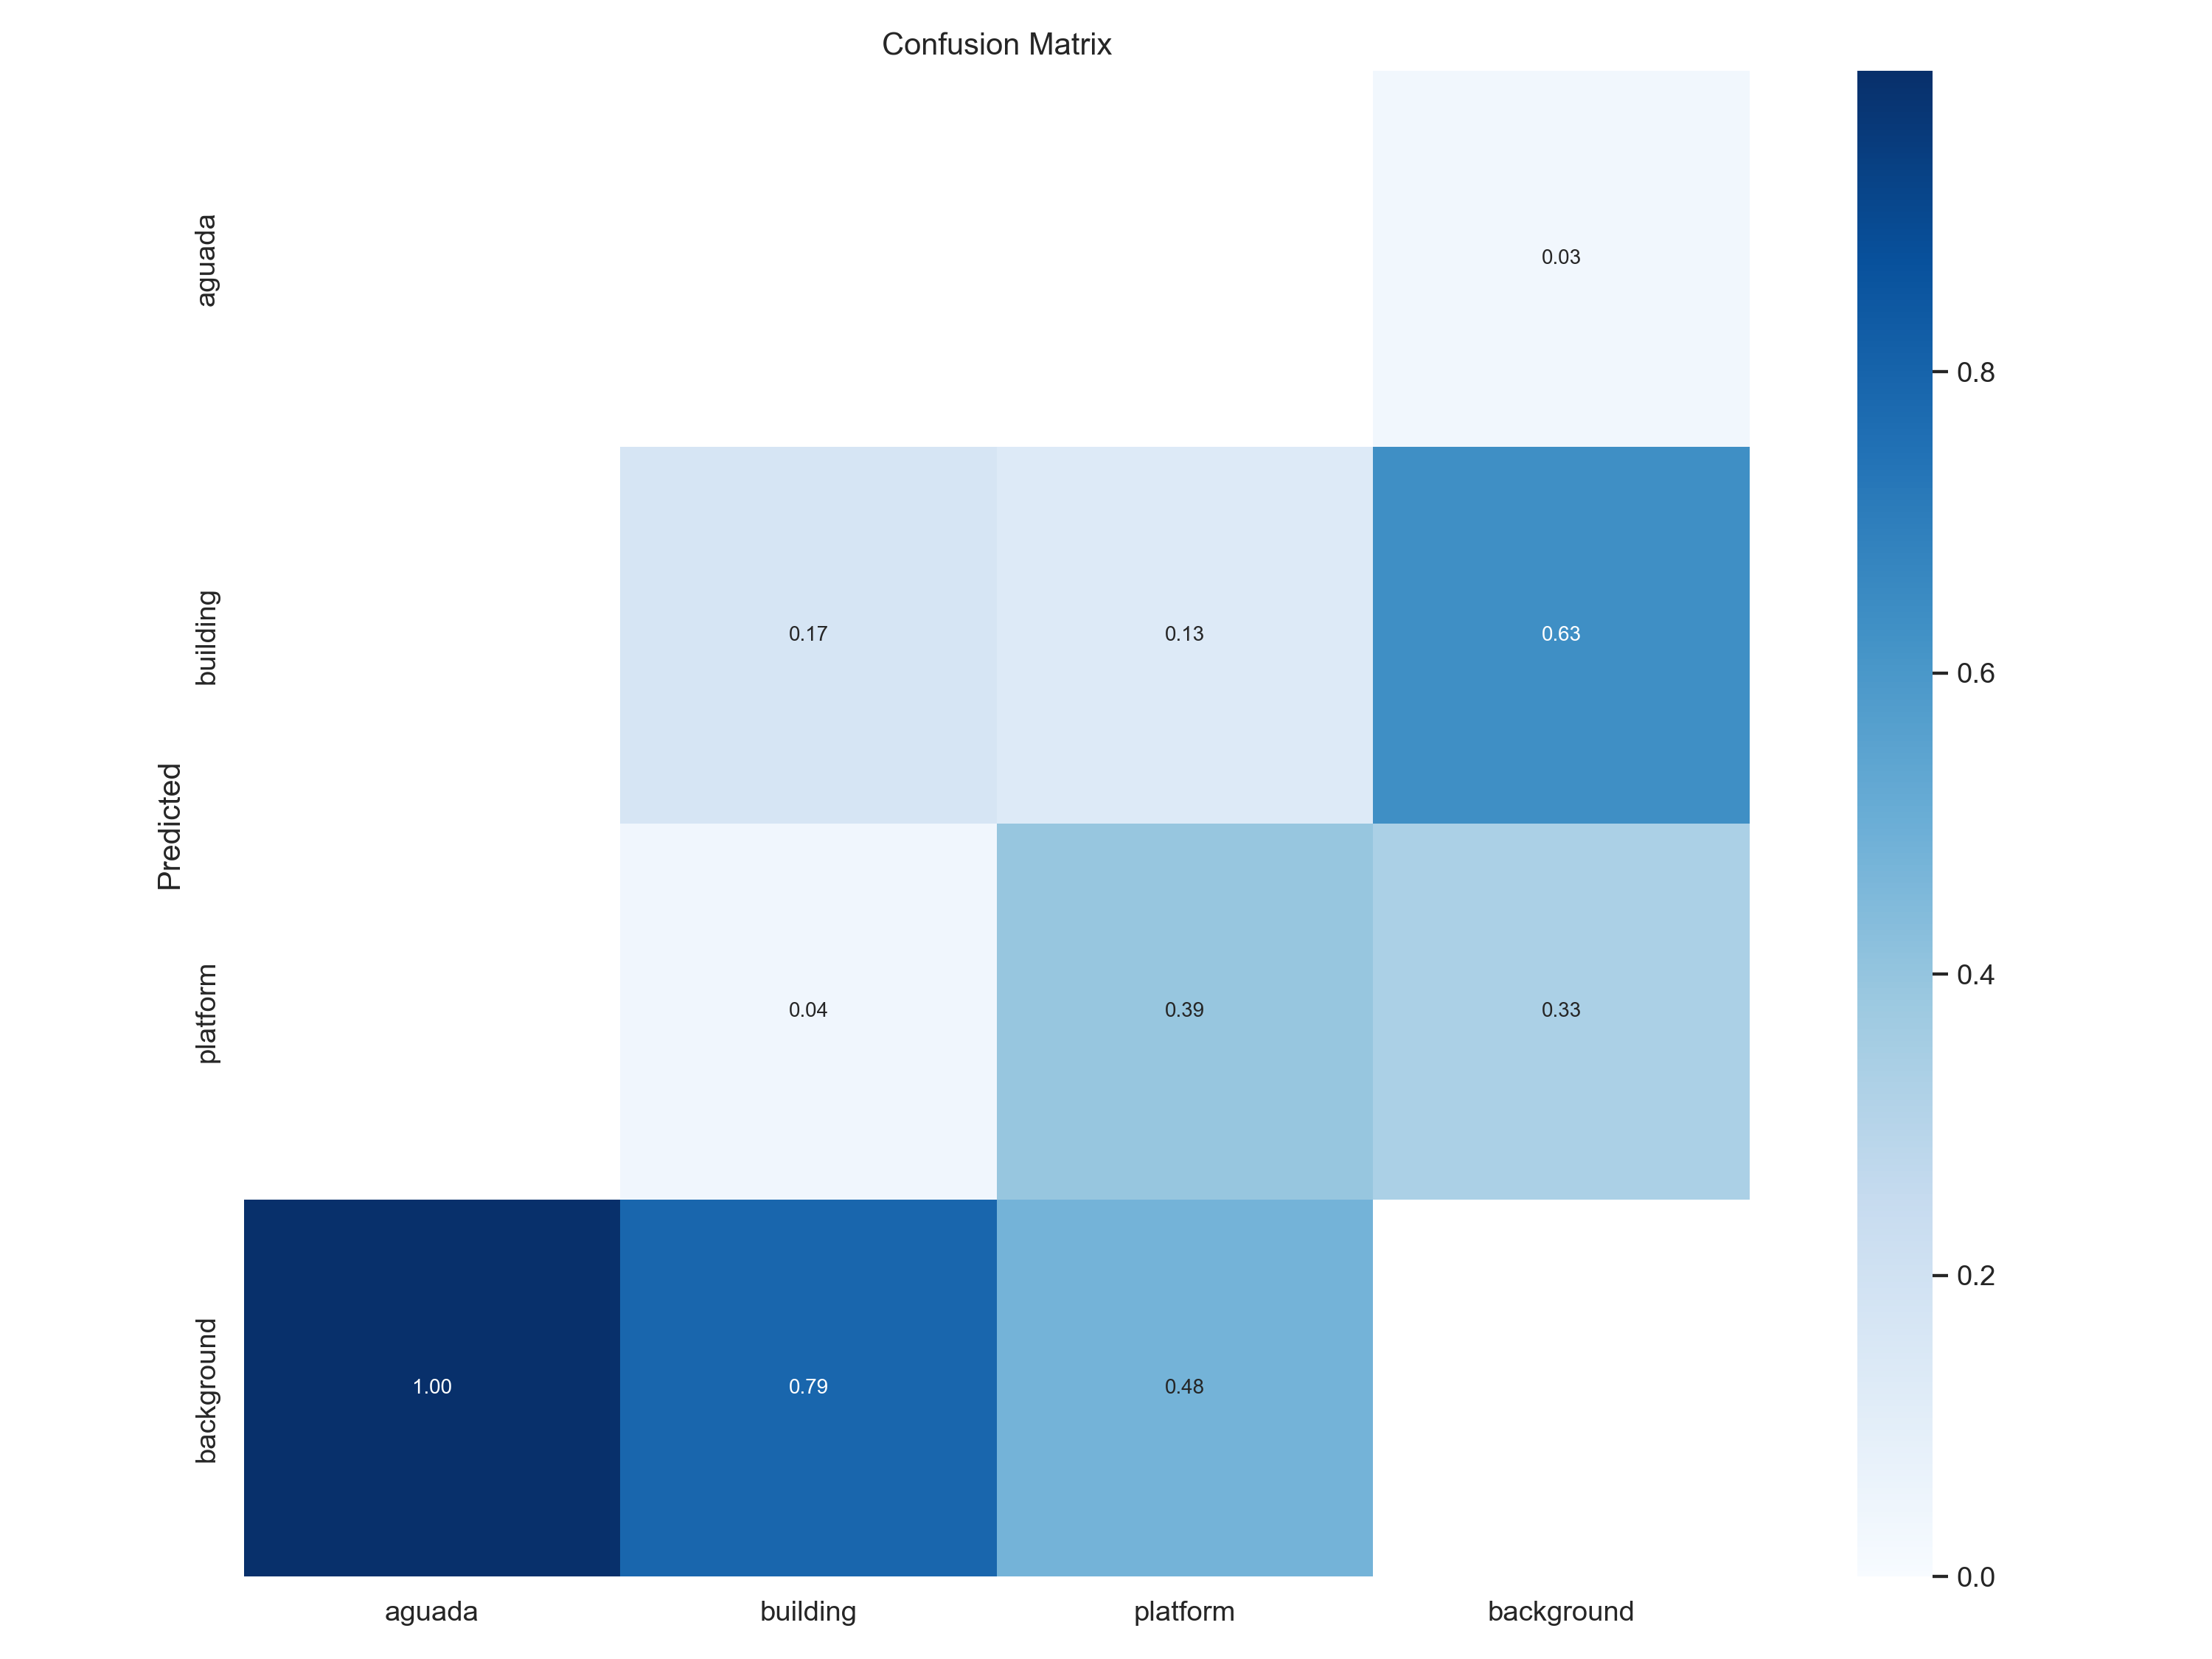 Confusion Matrix
aguada
0.03
building
0.17 0.13 0.63
0.8
0.6
Predicted
platform
0.04 0.39 0.33
0.4
background
1.00 0.79 0.48
0.2
0.0
aguada building platform background